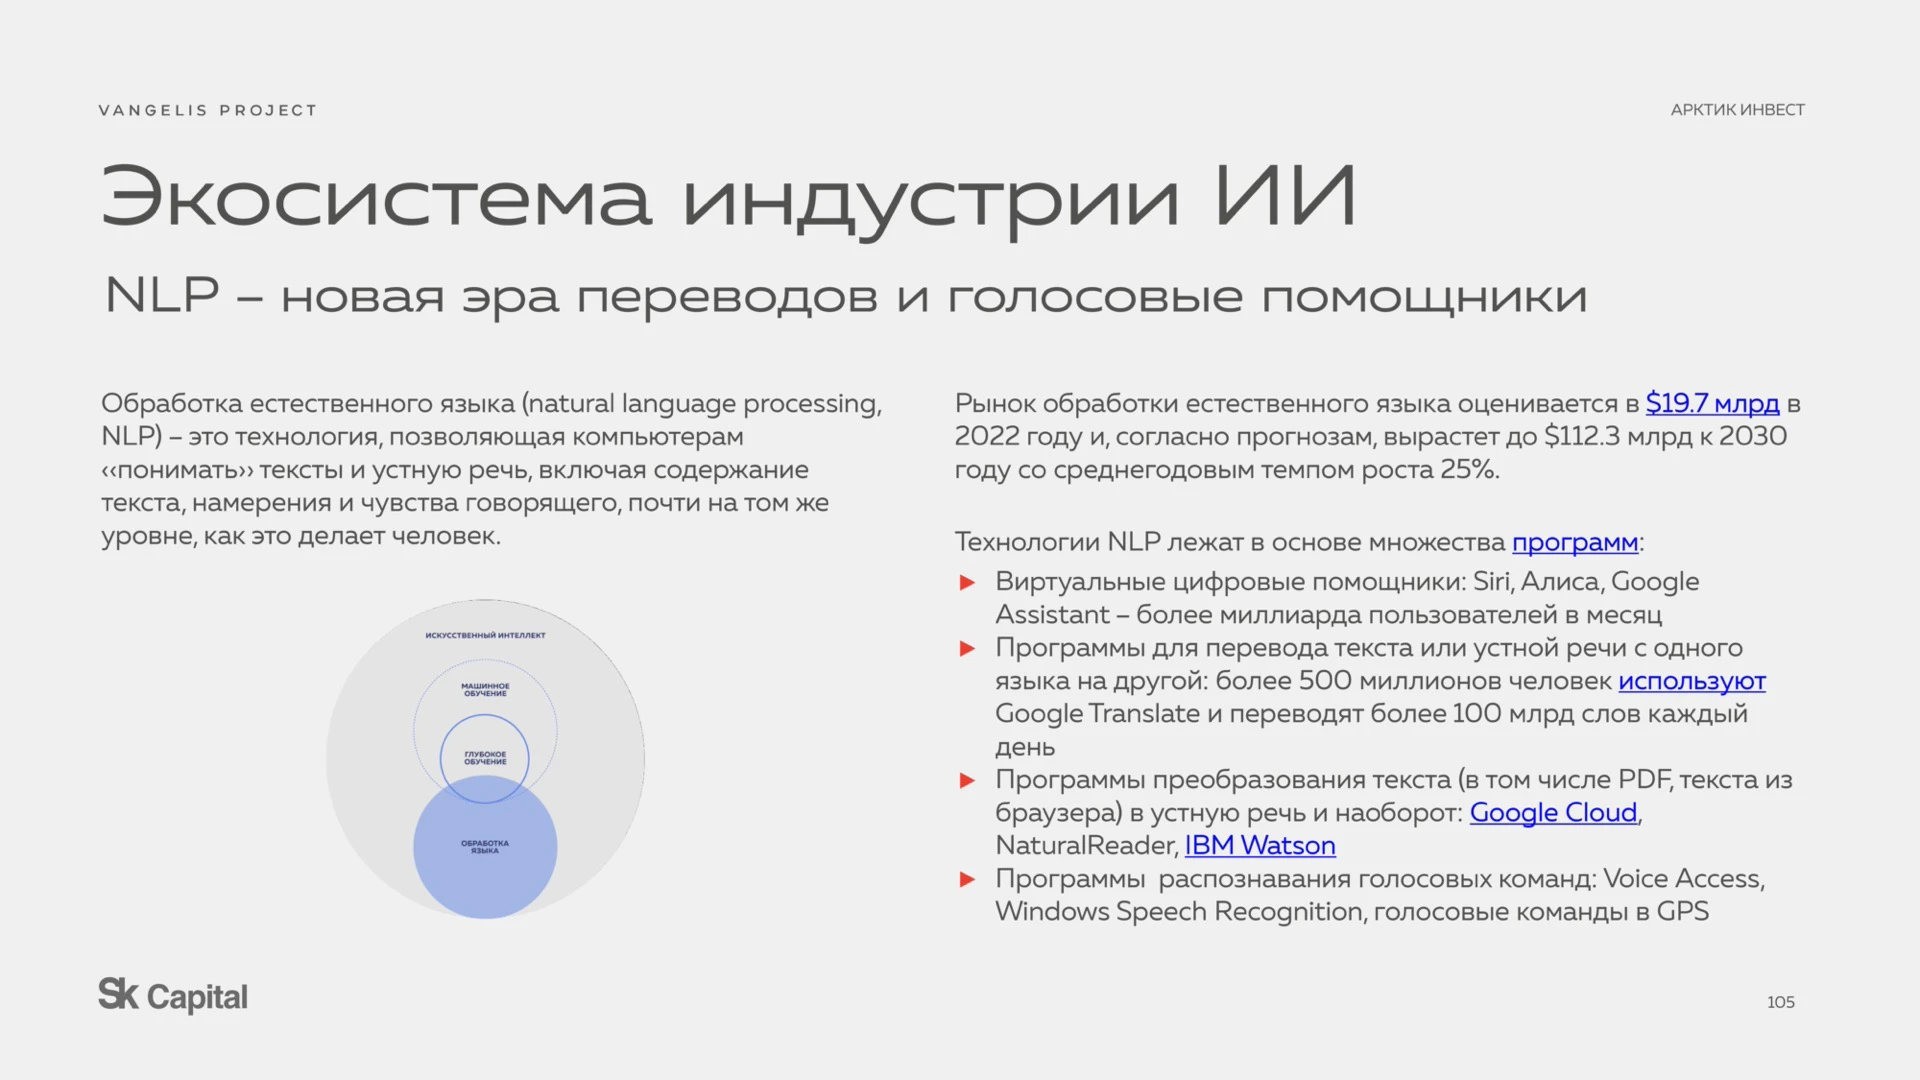 VANGELIS PROJECT
АРКТИК ИНВЕСТ
Экосистема индустрии ИИ
NLP – новая эра переводов и голосовые помощники
Обработка естественного языка (natural language processing,
NLP) – это технология, позволяющая компьютерам
‹‹понимать›› тексты и устную речь, включая содержание
текста, намерения и чувства говорящего, почти на том же
уровне, как это делает человек.
ИСКУССТВЕННЫЙ ИНТЕЛЛЕКТ
МАШИННОЕ
ОБУЧЕНИЕ
ГЛУБОКОЕ
ОБУЧЕНИЕ
ОБРАБОТКА
ЯЗЫКА
Рынок обработки естественного языка оценивается в $19.7 млрд в
2022 году и, согласно прогнозам, вырастет до $112.3 млрд к 2030
году со среднегодовым темпом роста 25%.
Технологии NLP лежат в основе множества программ:
► Виртуальные цифровые помощники: Siri, Алиса, Google
Assistant – более миллиарда пользователей в месяц
► Программы для перевода текста или устной речи с одного
языка на другой: более 500 миллионов человек используют
Google Translate и переводят более 100 млрд слов каждый
день
► Программы преобразования текста (в том числе PDF, текста из
браузера) в устную речь и наоборот: Google Cloud,
NaturalReader, IBM Watson
► Программы распознавания голосовых команд: Voice Access,
Windows Speech Recognition, голосовые команды в GPS
Sk Capital
105